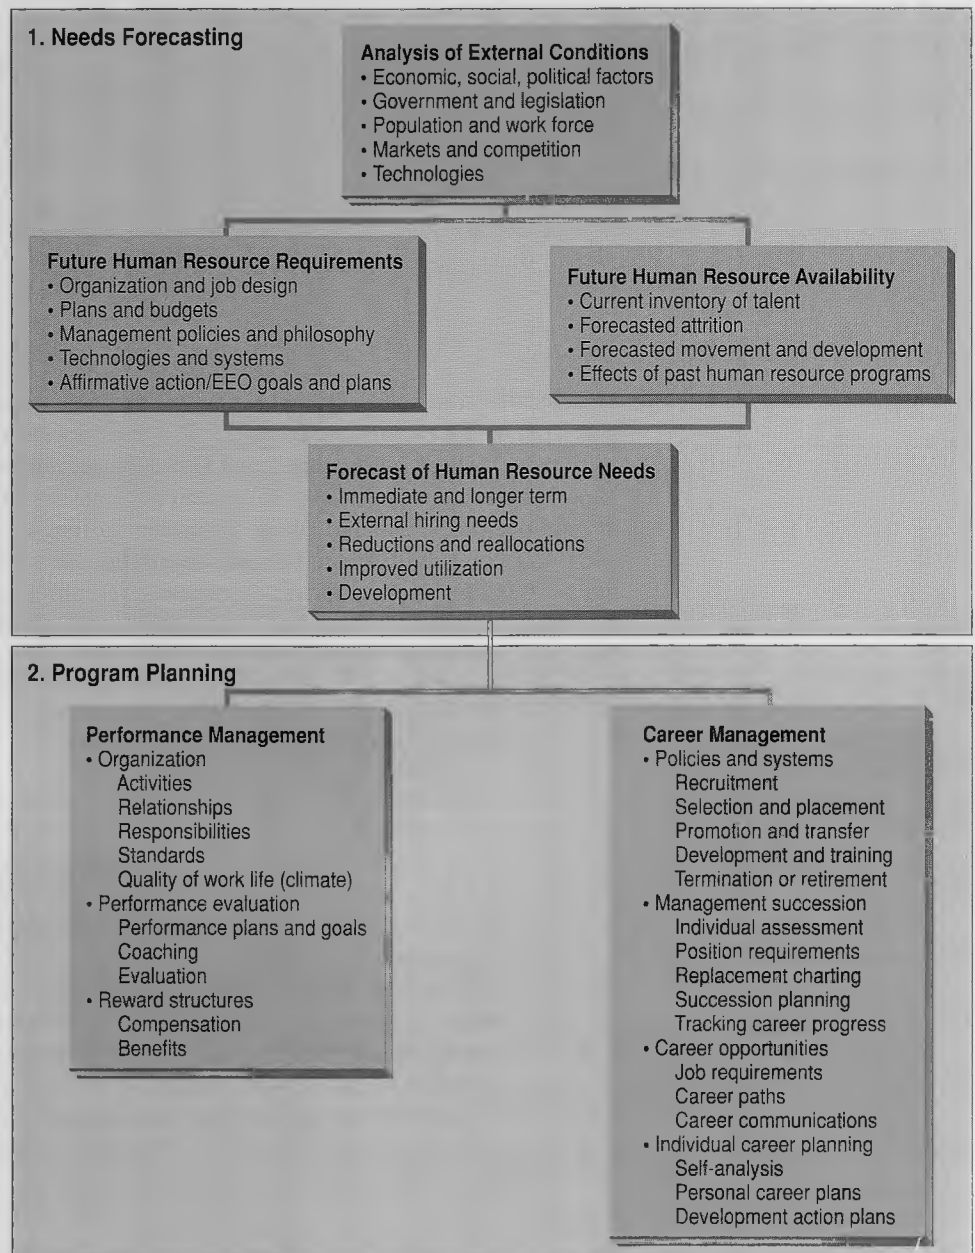 1. Needs Forecasting
Analysis of External Conditions
• Economic, social, political factors
• Government and legislation
• Population and work force
• Markets and competition
• Technologies
Future Human Resource Requirements
• Organization and job design
• Plans and budgets
• Management policies and philosophy
• Technologies and systems
• Affirmative action/EEO goals and plans
Future Human Resource Availability
• Current inventory of talent
• Forecasted attrition
• Forecasted movement and development
• Effects of past human resource programs
Forecast of Human Resource Needs
• Immediate and longer term
• External hiring needs
• Reductions and reallocations
• Improved utilization
• Development
2. Program Planning
Performance Management
• Organization
Activities
Relationships
Responsibilities
Standards
Quality of work life (climate)
• Performance evaluation
Performance plans and goals
Coaching
Evaluation
• Reward structures
Compensation
Benefits
Career Management
• Policies and systems
Recruitment
Selection and placement
Promotion and transfer
Development and training
Termination or retirement
• Management succession
Individual assessment
Position requirements
Replacement charting
Succession planning
Tracking career progress
• Career opportunities
Job requirements
Career paths
Career communications
• Individual career planning
Self-analysis
Personal career plans
Development action plans